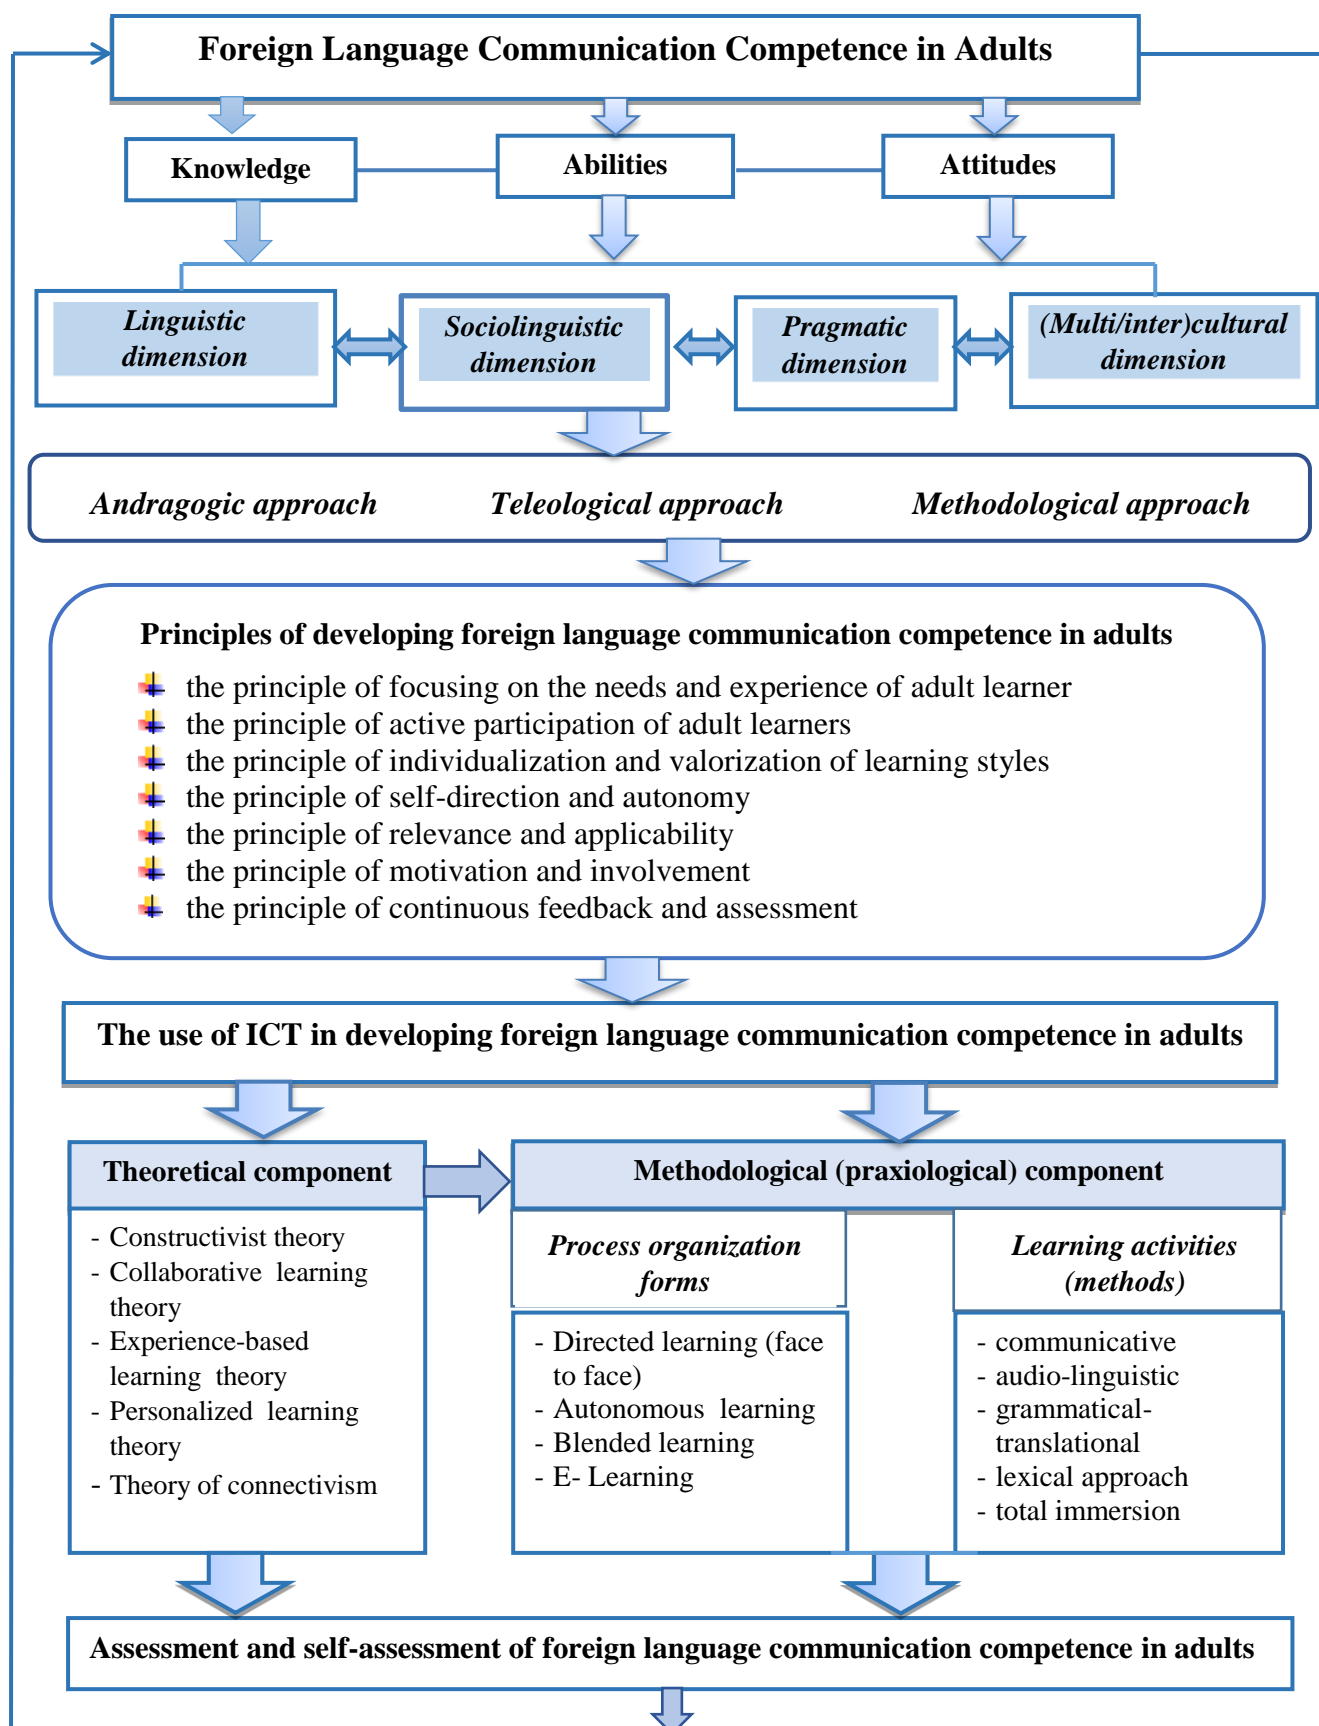 Foreign Language Communication Competence in Adults
Knowledge
Abilities
Attitudes
Linguistic
dimension
Sociolinguistic
dimension
Pragmatic
dimension
(Multi/inter)cultural
dimension
Andragogic approach
Teleological approach
Methodological approach
Principles of developing foreign language communication competence in adults
the principle of focusing on the needs and experience of adult learner
the principle of active participation of adult learners
the principle of individualization and valorization of learning styles
the principle of self-direction and autonomy
the principle of relevance and applicability
the principle of motivation and involvement
the principle of continuous feedback and assessment
The use of ICT in developing foreign language communication competence in adults
Theoretical component
- Constructivist theory
- Collaborative learning
theory
- Experience-based
learning theory
- Personalized learning
theory
- Theory of connectivism
Methodological (praxiological) component
Process organization
forms
- Directed learning (face
to face)
- Autonomous learning
- Blended learning
- E- Learning
Learning activities
(methods)
- communicative
- audio-linguistic
- grammatical-
translational
- lexical approach
- total immersion
Assessment and self-assessment of foreign language communication competence in adults